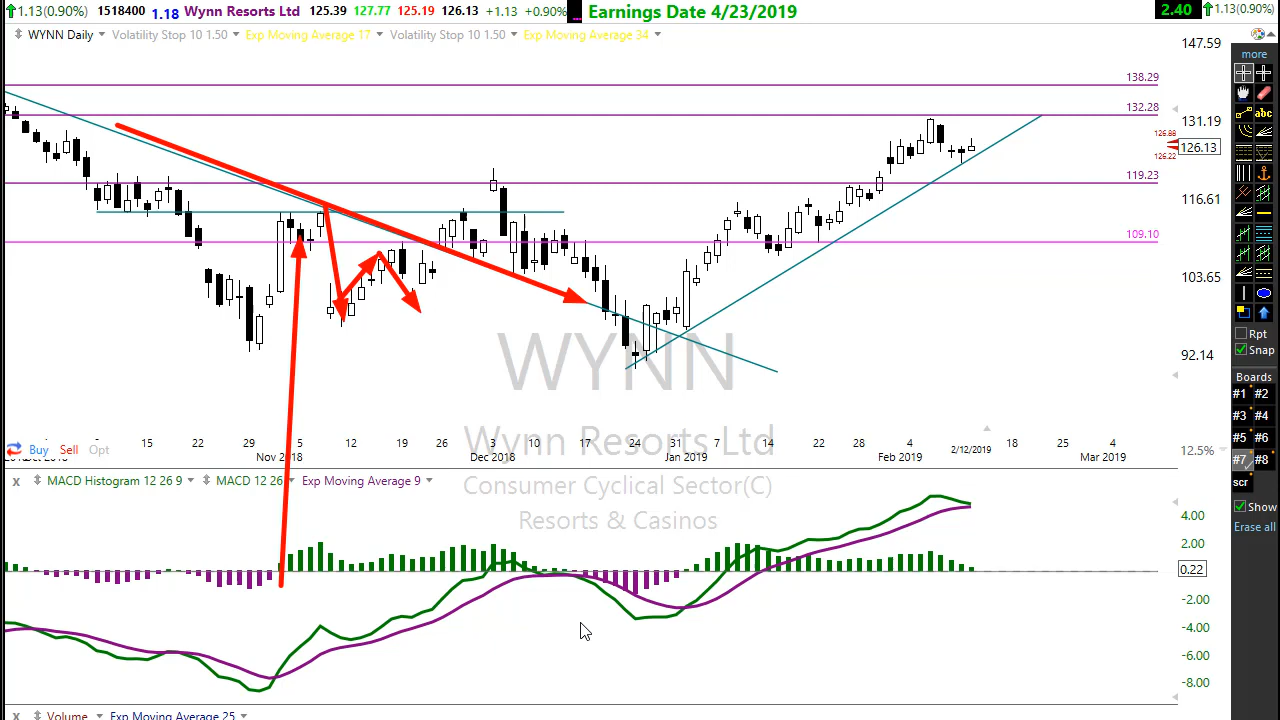 1.13(0.90%) 1518400 1.18 Wynn Resorts Ltd 125.39 127.77 125.19 126.13 +1.13 +0.90% ... Earnings Date 4/23/2019 2.40 1.13(0.90%)
WYNN Daily Volatility Stop 10 1.50 Exp Moving Average 17 Volatility Stop 10 1.50 Exp Moving Average 34
147.59
more
138.29
132.28
131.19
abc
126.88
126.13
126.22
119.23
116.61
109.10
103.65
WYNN
Rpt
Snap
92.14
Boards
#1 #2
#3 #4
#5 #6
#7 #8
scr
Show
Erase all
15 22 29 5 12 19 26 3 10 17 24 31 7 14 22 28 4 2/12/2019 18 25 4
Buy Sell Opt
Wynn Resorts Ltd
12.5%
Nov 2018 Dec 2018 Jan 2019 Feb 2019 Mar 2019
x MACD Histogram 12 26 9 MACD 12 26 Exp Moving Average 9
Consumer Cyclical Sector(C)
Resorts & Casinos
4.00
2.00
0.22
-2.00
-4.00
-6.00
-8.00
x Volume Exp Moving Average 25